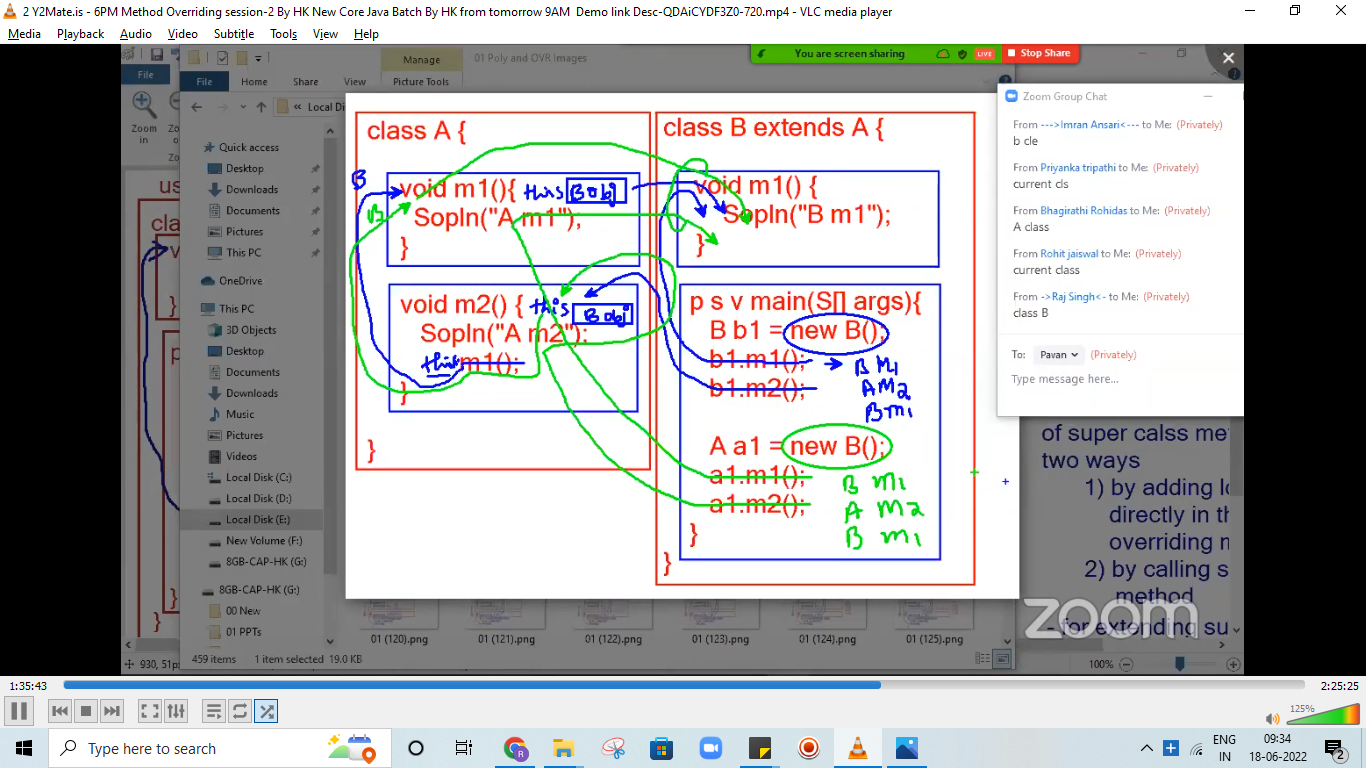 2 Y2Mate.is - 6PM Method Overriding session-2 By HK New Core Java Batch By HK from tomorrow 9AM  Demo link Desc-QDAiCYDF3Z0-720.mp4 - VLC media player
Media Playback Audio Video Subtitle Tools View Help
You are screen sharing LIVE Stop Share
Manage 01 Poly and OVR Images
File
File Home Share View Picture Tools
« Local Di
Zoom in
Zoom
Zo
Quick access
Desktop
Downloads
Documents
Pictures
This PC
OneDrive
This PC
3D Objects
Desktop
Documents
Downloads
Music
Pictures
Videos
Local Disk (C:)
Local Disk (D:)
Local Disk (E:)
New Volume (F:)
8GB-CAP-HK (G:)
8GB-CAP-HK (G:)
00 New
01 PPTs
459 items 1 item selected 19.0 KB
us
cla
v
}
p
}
}
930, 51p
class A {
B void m1(){ this B obj
B Sopln("A m1");
}
void m2() { this B obj
Sopln("A m2");
this m1();
}
}
class B extends A {
void m1() {
Sopln("B m1");
}
p s v main(S[] args){
B b1 = new B();
b1.m1(); B M1
b1.m2(); A M2
B m1
A a1 = new B();
a1.m1(); B m1
a1.m2(); A M2
} B m1
}
Zoom Group Chat
From --->Imran Ansari<--- to Me: (Privately)
b cle
From Priyanka tripathi to Me: (Privately)
current cls
From Bhagirathi Rohidas to Me: (Privately)
A class
From Rohit jaiswal to Me: (Privately)
current class
From ->Raj Singh<- to Me: (Privately)
class B
To: Pavan (Privately)
Type message here...
of super calss me
two ways
1) by adding lo
directly in th
overriding m
2) by calling s
method
- for extending su
zoom
01 (120).png 01 (121).png 01 (122).png 01 (123).png 01 (124).png 01 (125).png
100%
1:35:43 2:25:25
125%
Type here to search
ENG
IN
09:34
18-06-2022
2